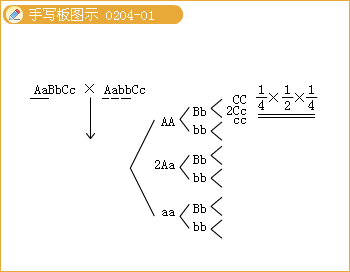 手写板图示 0204-01
AaBbCc × AabbCc
CC 1/4×1/2×1/4
Bb 2Cc
AA cc
bb
Bb
2Aa
bb
Bb
aa
bb